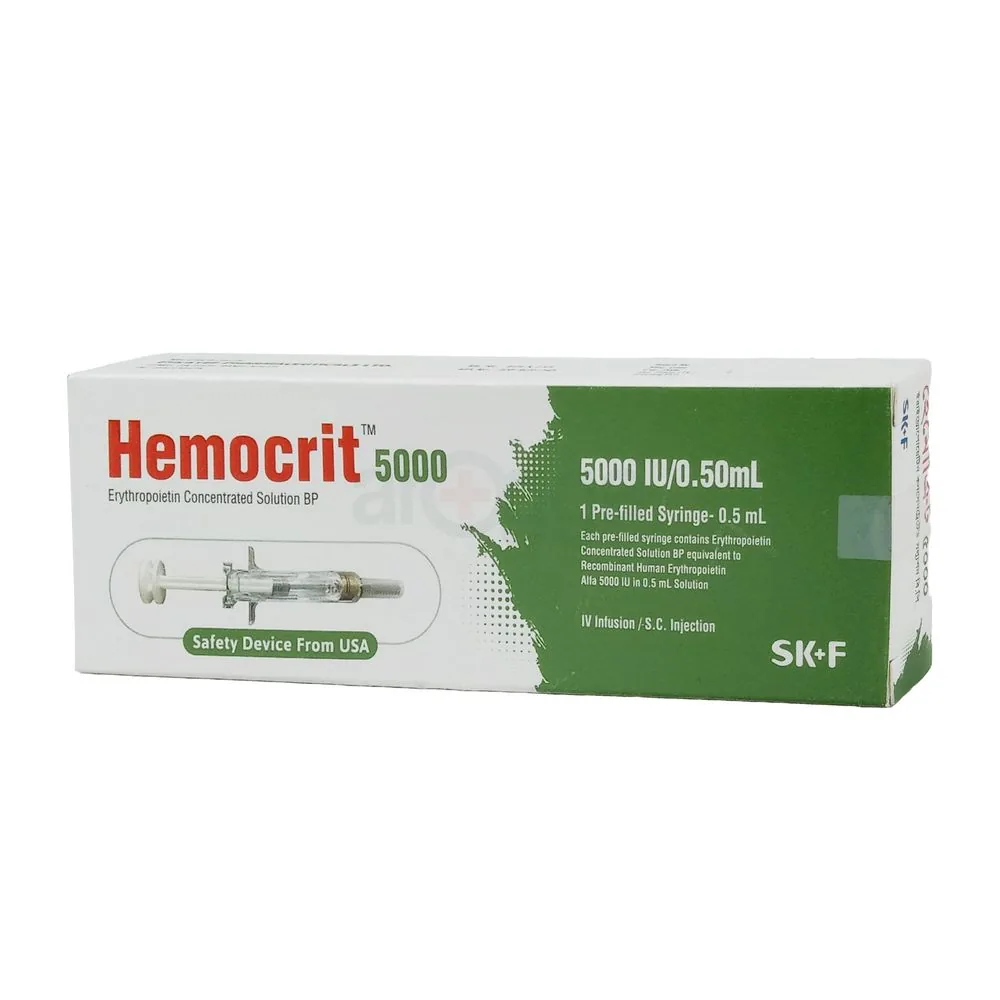 Hemocrit™ 5000
Erythropoietin Concentrated Solution BP
Safety Device From USA
5000 IU/0.50mL
1 Pre-filled Syringe- 0.5 mL
Each pre-filled syringe contains Erythropoietin
Concentrated Solution BP equivalent to
Recombinant Human Erythropoietin
Alfa 5000 IU in 0.5 mL Solution
IV Infusion / S.C. Injection
SK+F
SK+F